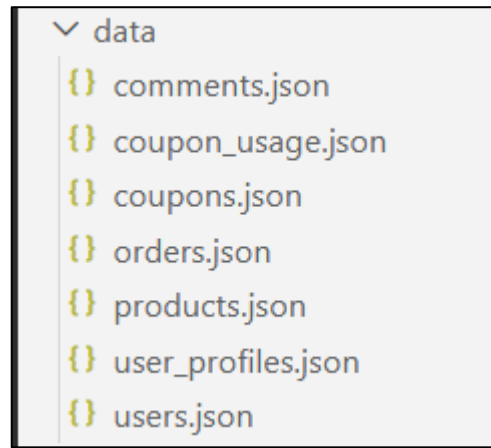 data
{} comments.json
{} coupon_usage.json
{} coupons.json
{} orders.json
{} products.json
{} user_profiles.json
{} users.json